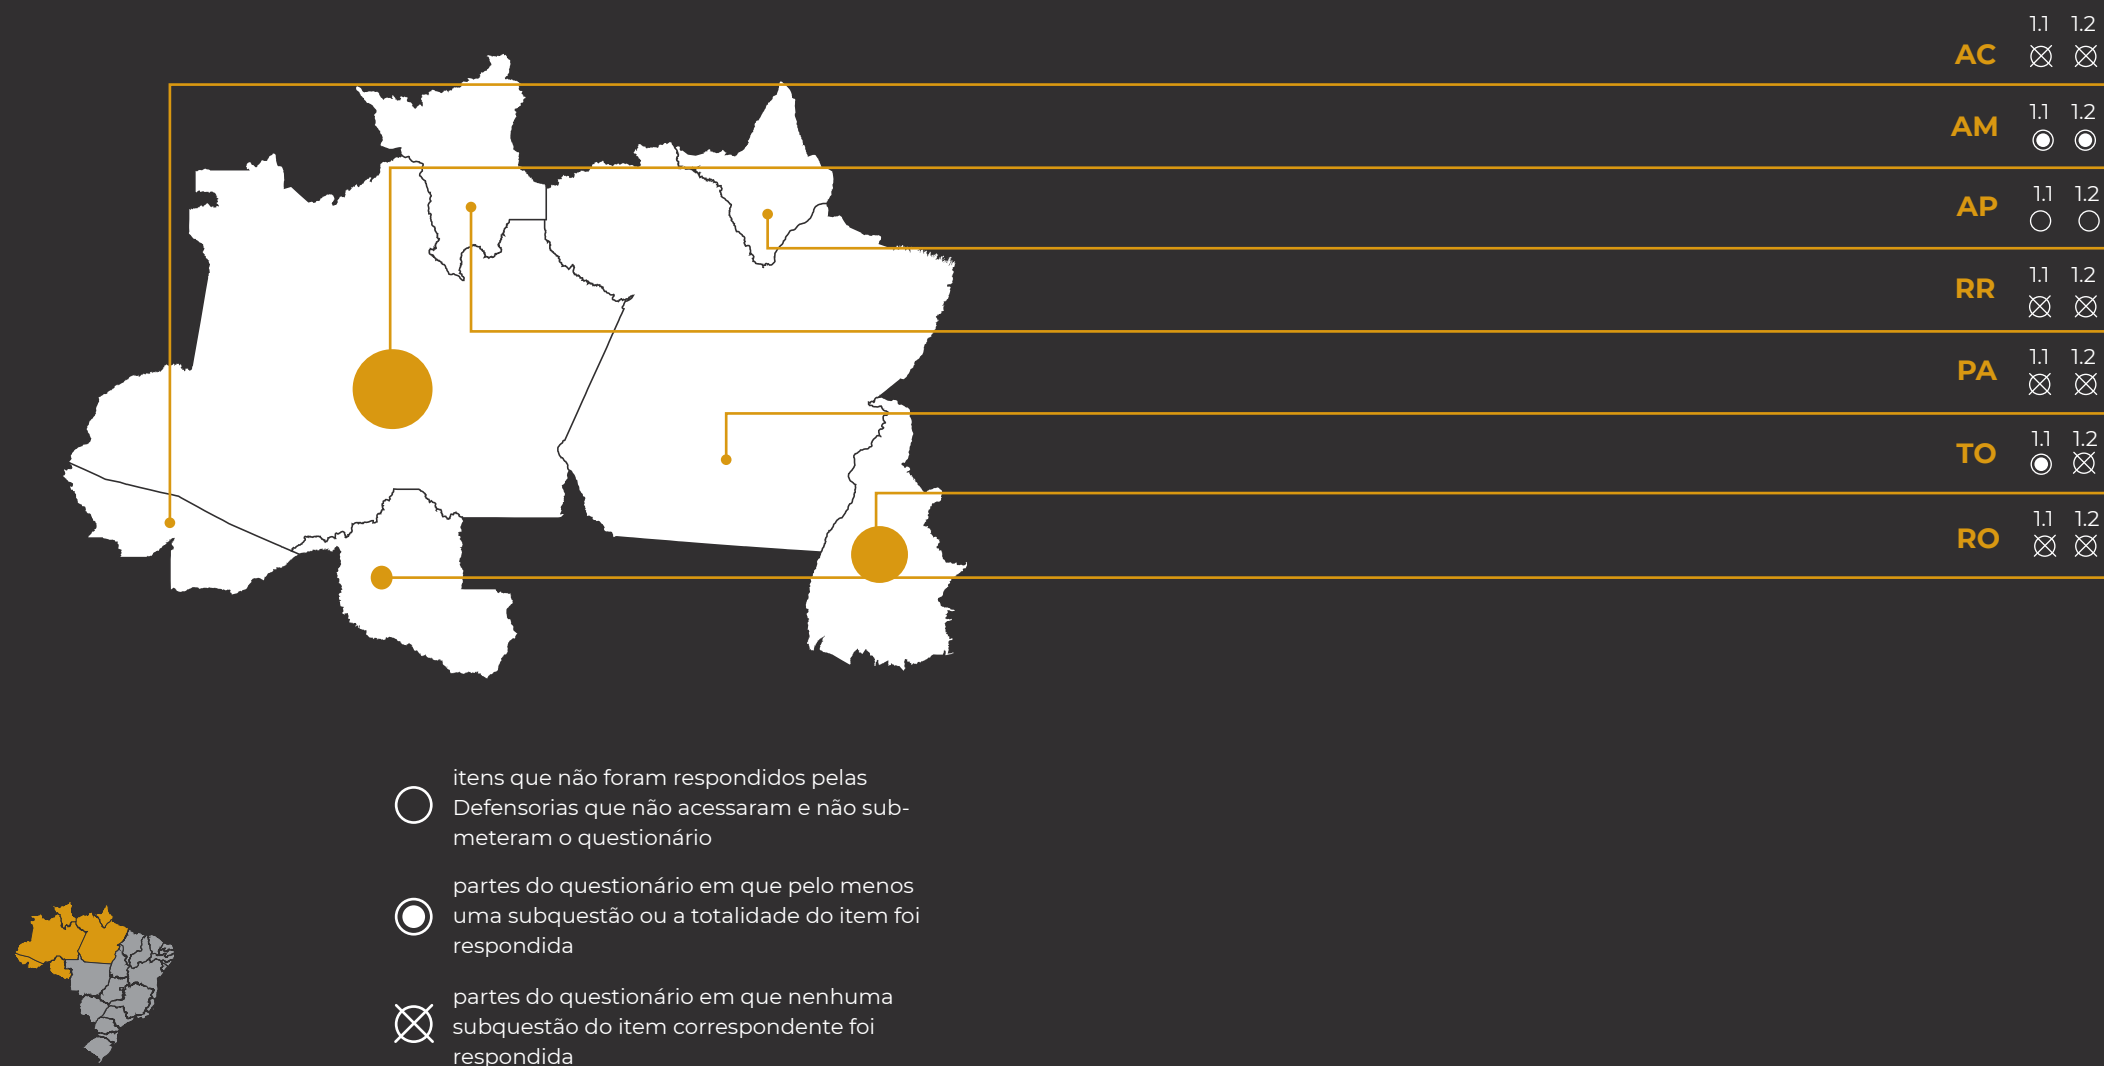 1.1 1.2
AC
1.1 1.2
AM
1.1 1.2
AP
1.1 1.2
RR
1.1 1.2
PA
1.1 1.2
TO
1.1 1.2
RO
itens que não foram respondidos pelas
Defensorias que não acessaram e não sub-
meteram o questionário
partes do questionário em que pelo menos
uma subquestão ou a totalidade do item foi
respondida
partes do questionário em que nenhuma
subquestão do item correspondente foi
respondida